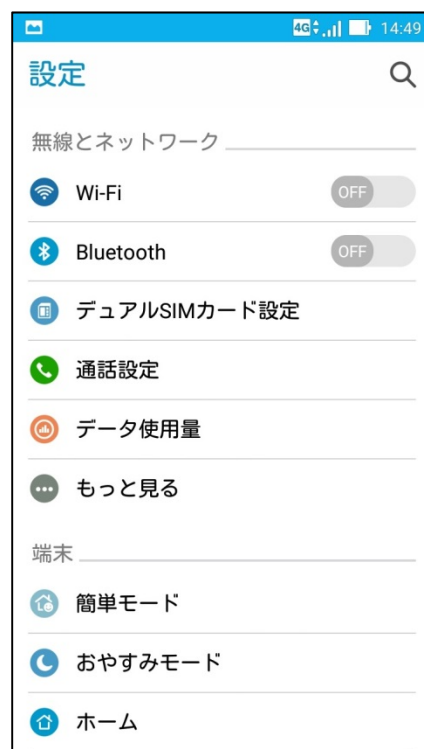 4G 14:49
設定
無線とネットワーク
Wi-Fi OFF
Bluetooth OFF
デュアルSIMカード設定
通話設定
データ使用量
もっと見る
端末
簡単モード
おやすみモード
ホーム